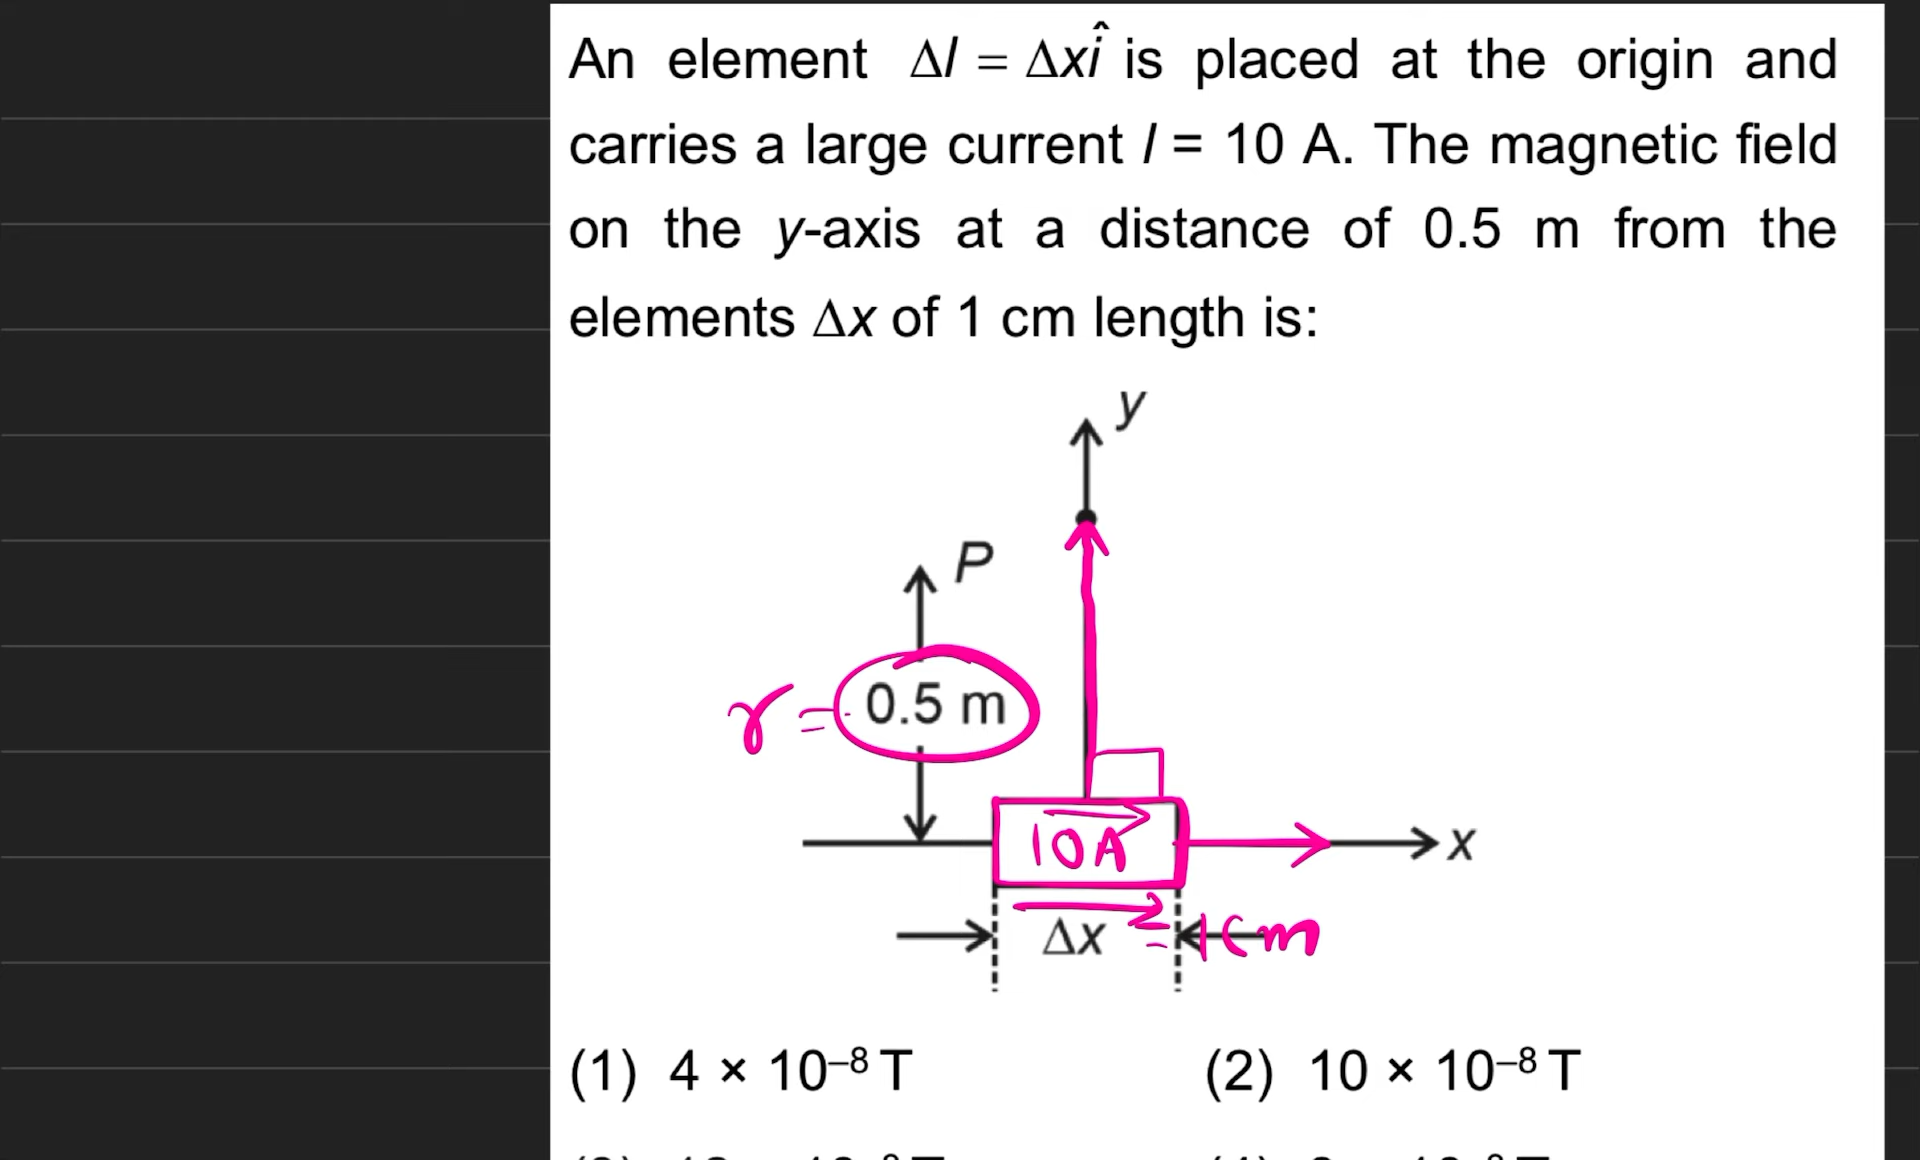 An element Δl = Δxî is placed at the origin and
carries a large current I = 10 A. The magnetic field
on the y-axis at a distance of 0.5 m from the
elements Δx of 1 cm length is:
y
P
r = 0.5 m
10A
x
Δx = 1cm
(1) 4 × 10⁻⁸ T (2) 10 × 10⁻⁸ T